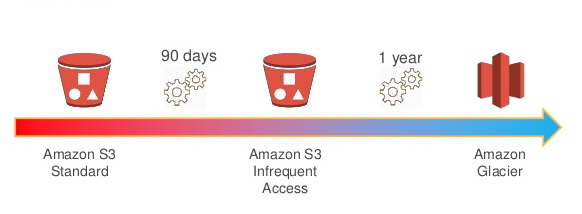 90 days
1 year
Amazon S3
Standard
Amazon S3
Infrequent
Access
Amazon
Glacier